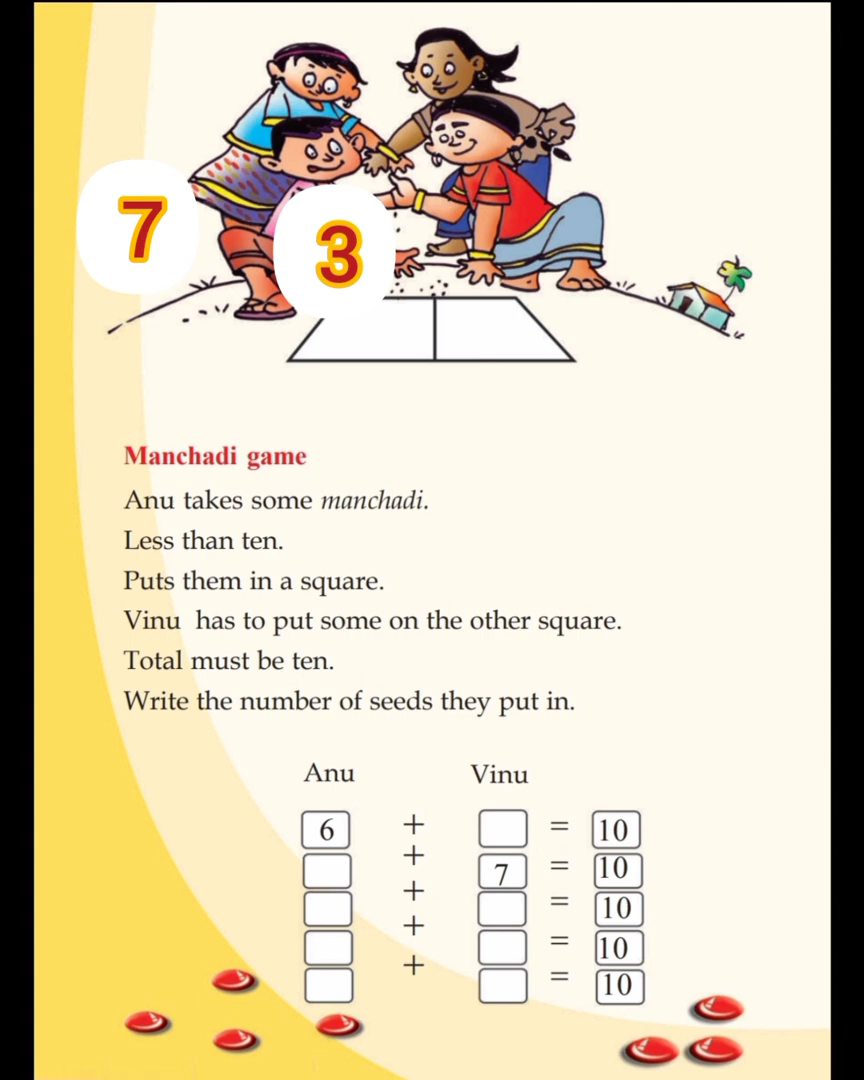 7
3
Manchadi game
Anu takes some manchadi.
Less than ten.
Puts them in a square.
Vinu has to put some on the other square.
Total must be ten.
Write the number of seeds they put in.
Anu Vinu
6 + = 10
+ 7 = 10
+ = 10
+ = 10
+ = 10